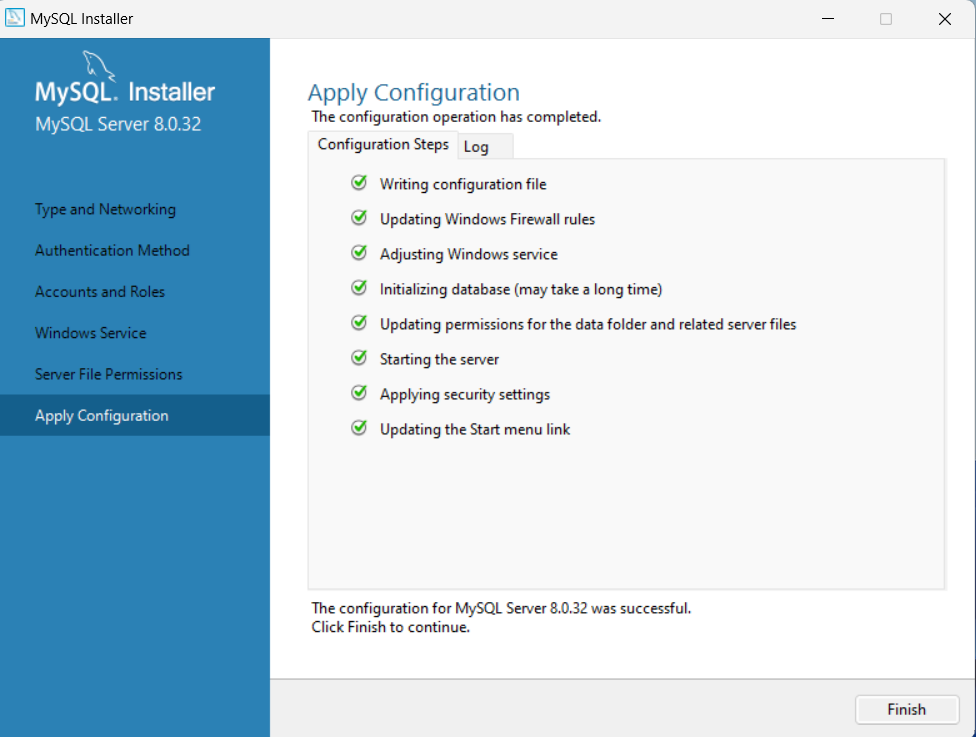 MySQL Installer
MySQL. Installer
MySQL Server 8.0.32
Type and Networking
Authentication Method
Accounts and Roles
Windows Service
Server File Permissions
Apply Configuration
Apply Configuration
The configuration operation has completed.
Configuration Steps
Log
Writing configuration file
Updating Windows Firewall rules
Adjusting Windows service
Initializing database (may take a long time)
Updating permissions for the data folder and related server files
Starting the server
Applying security settings
Updating the Start menu link
The configuration for MySQL Server 8.0.32 was successful.
Click Finish to continue.
Finish